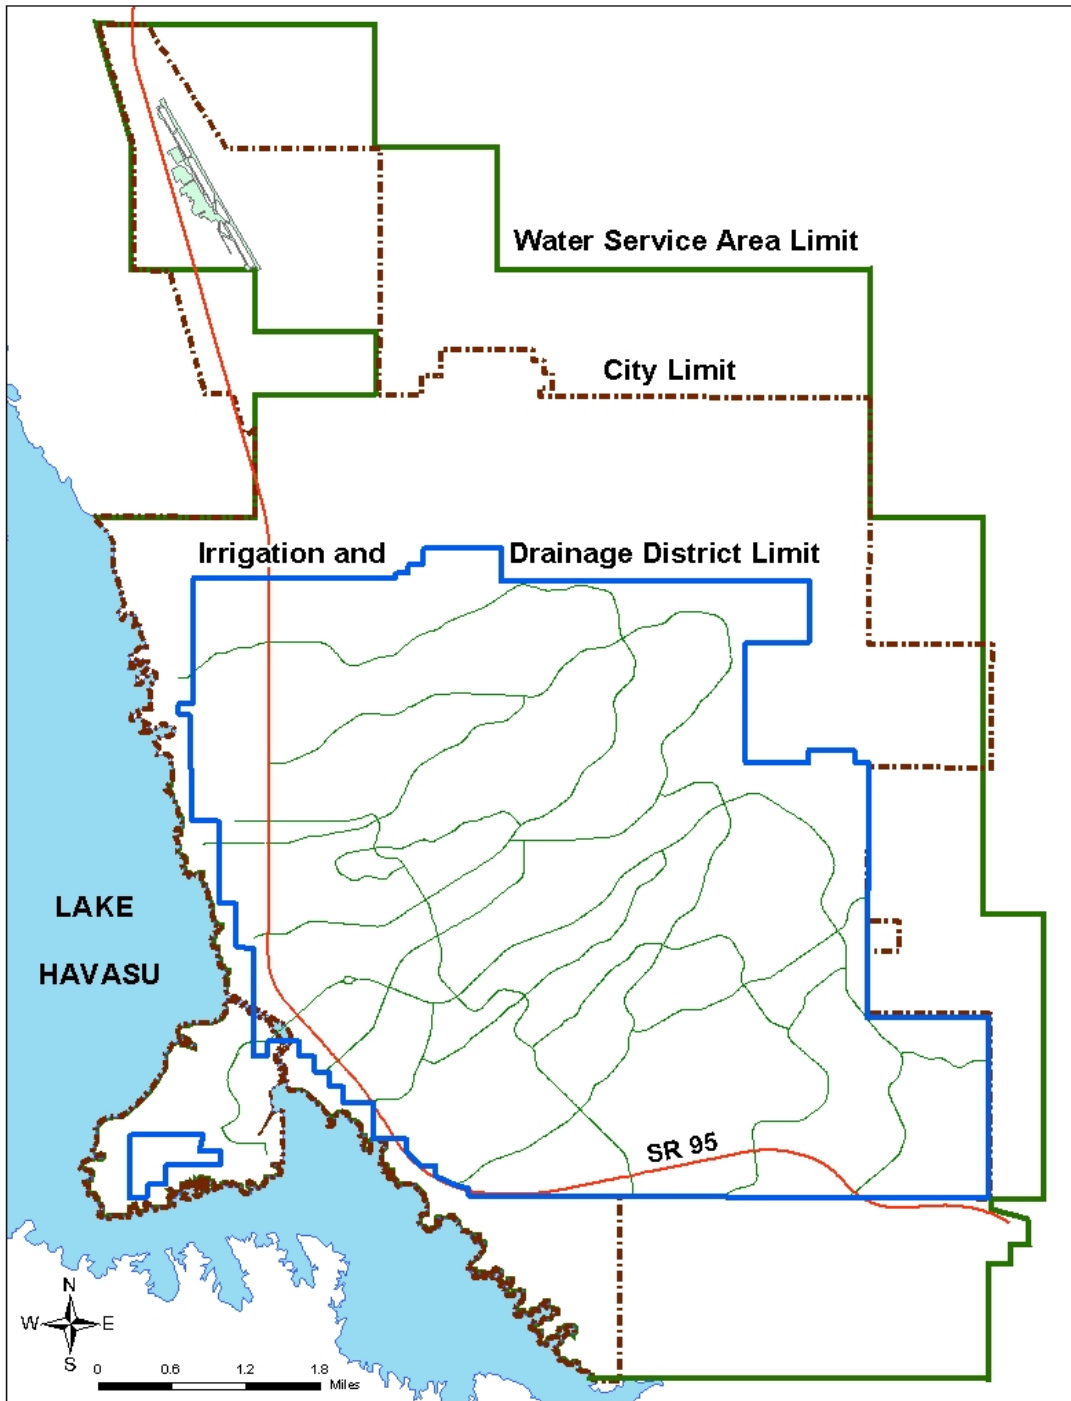 Water Service Area Limit
City Limit
Irrigation and Drainage District Limit
LAKE
HAVASU
SR 95
N
W E
S
0 0.6 1.2 1.8
Miles